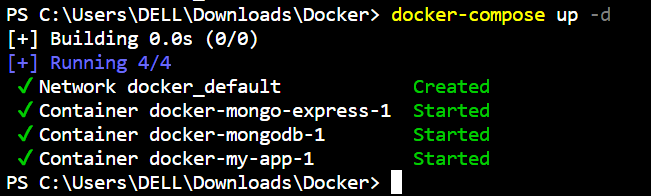 PS C:\Users\DELL\Downloads\Docker> docker-compose up -d
[+] Building 0.0s (0/0)
[+] Running 4/4
✔ Network docker_default Created
✔ Container docker-mongo-express-1 Started
✔ Container docker-mongodb-1 Started
✔ Container docker-my-app-1 Started
PS C:\Users\DELL\Downloads\Docker>